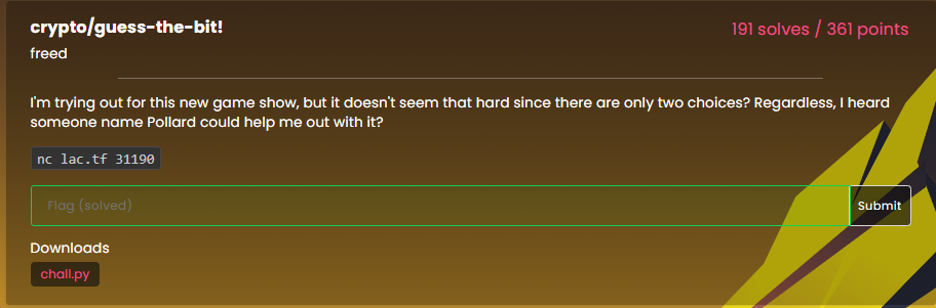 crypto/guess-the-bit!
191 solves / 361 points
freed
I'm trying out for this new game show, but it doesn't seem that hard since there are only two choices? Regardless, I heard
someone name Pollard could help me out with it?
nc lac.tf 31190
Flag (solved)
Submit
Downloads
chall.py